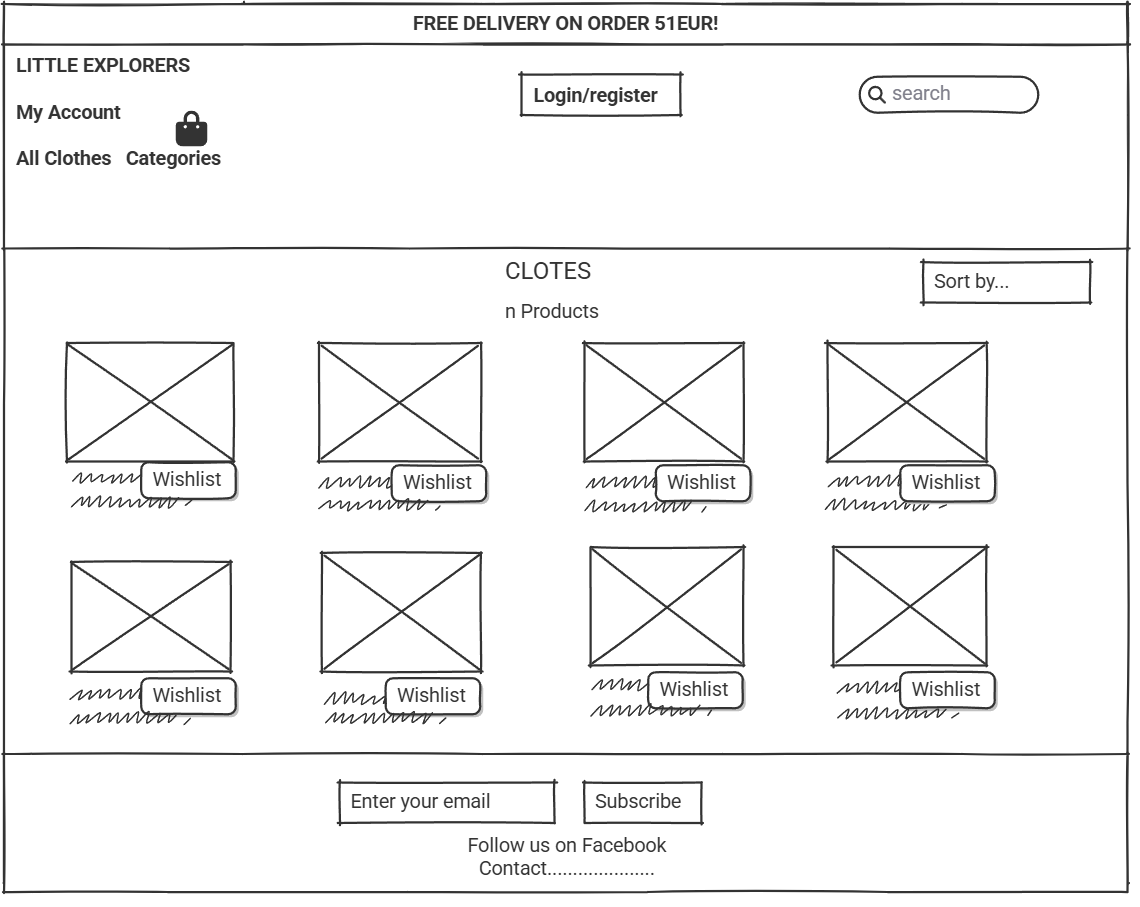 FREE DELIVERY ON ORDER 51EUR!
LITTLE EXPLORERS
Login/register
search
My Account
All Clothes Categories
CLOTES
Sort by...
n Products
Wishlist
Wishlist
Wishlist
Wishlist
Wishlist
Wishlist
Wishlist
Wishlist
Enter your email
Subscribe
Follow us on Facebook
Contact.....................